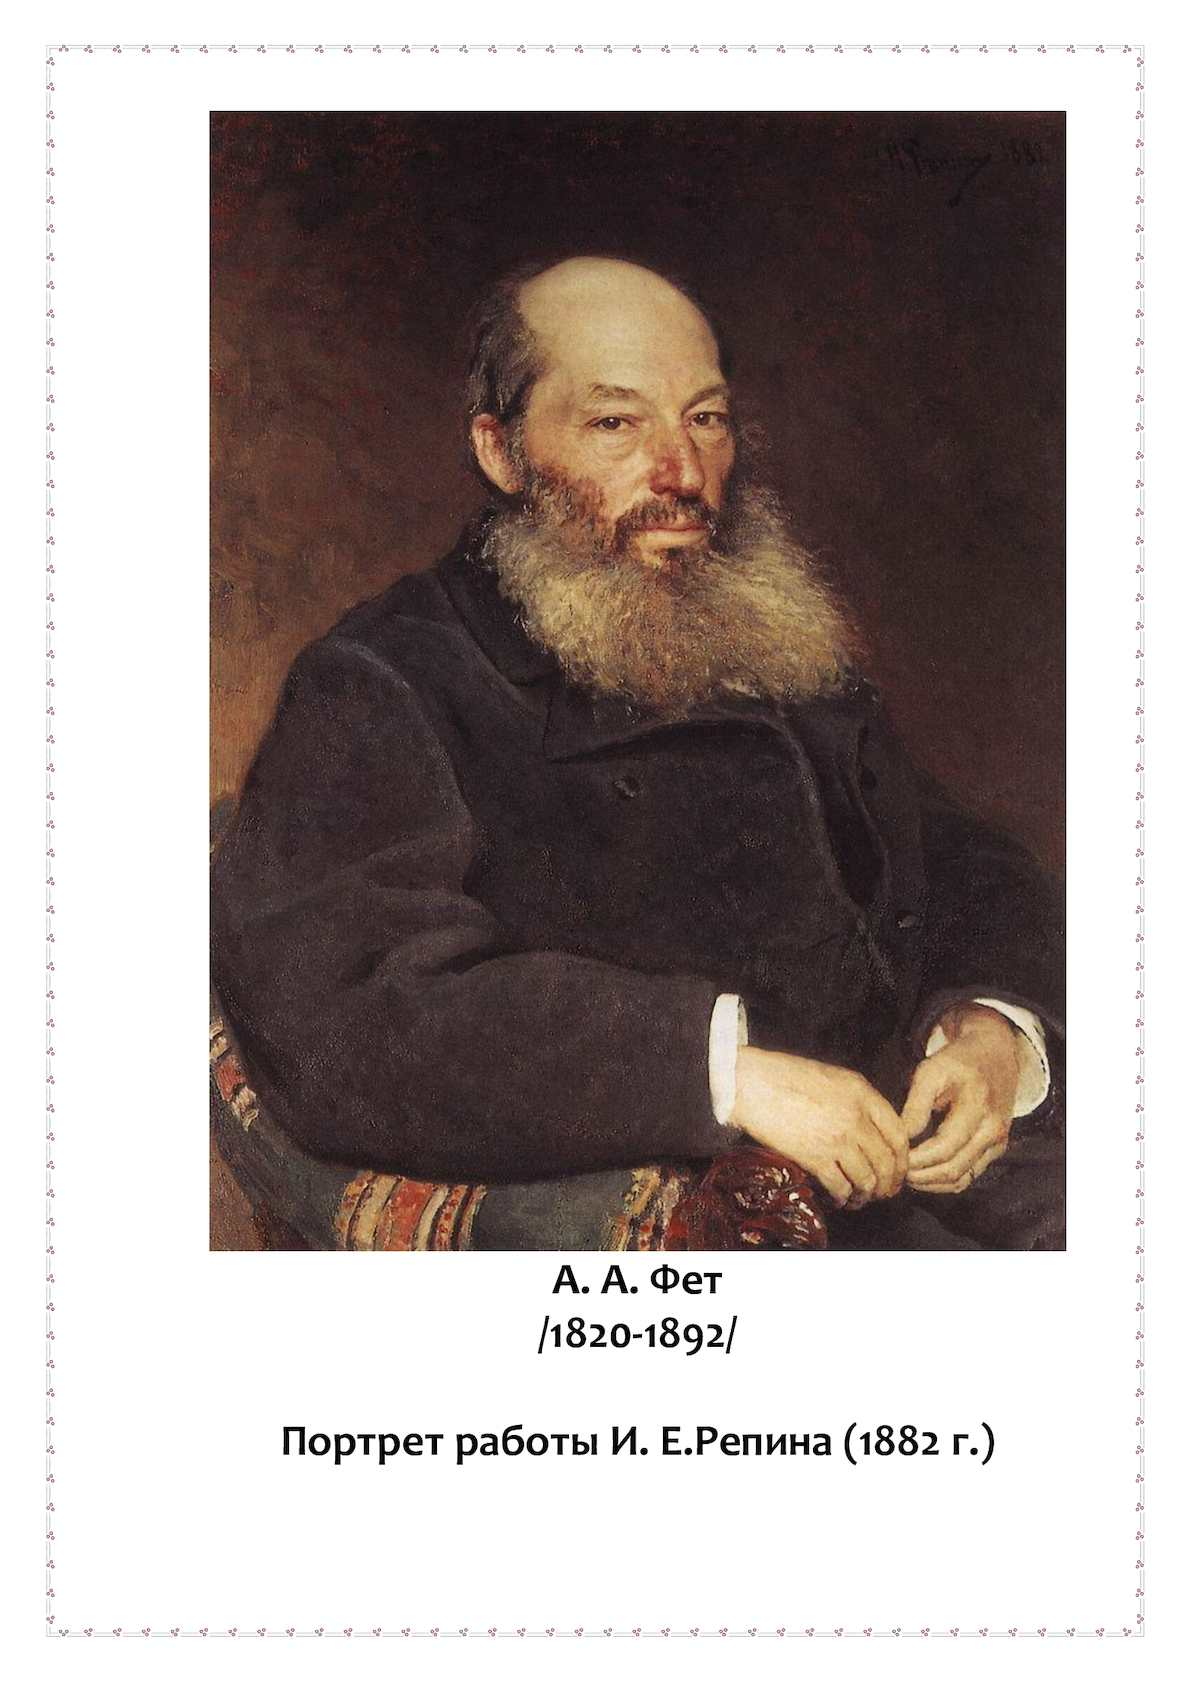 А. А. Фет
/1820-1892/
Портрет работы И. Е.Репина (1882 г.)